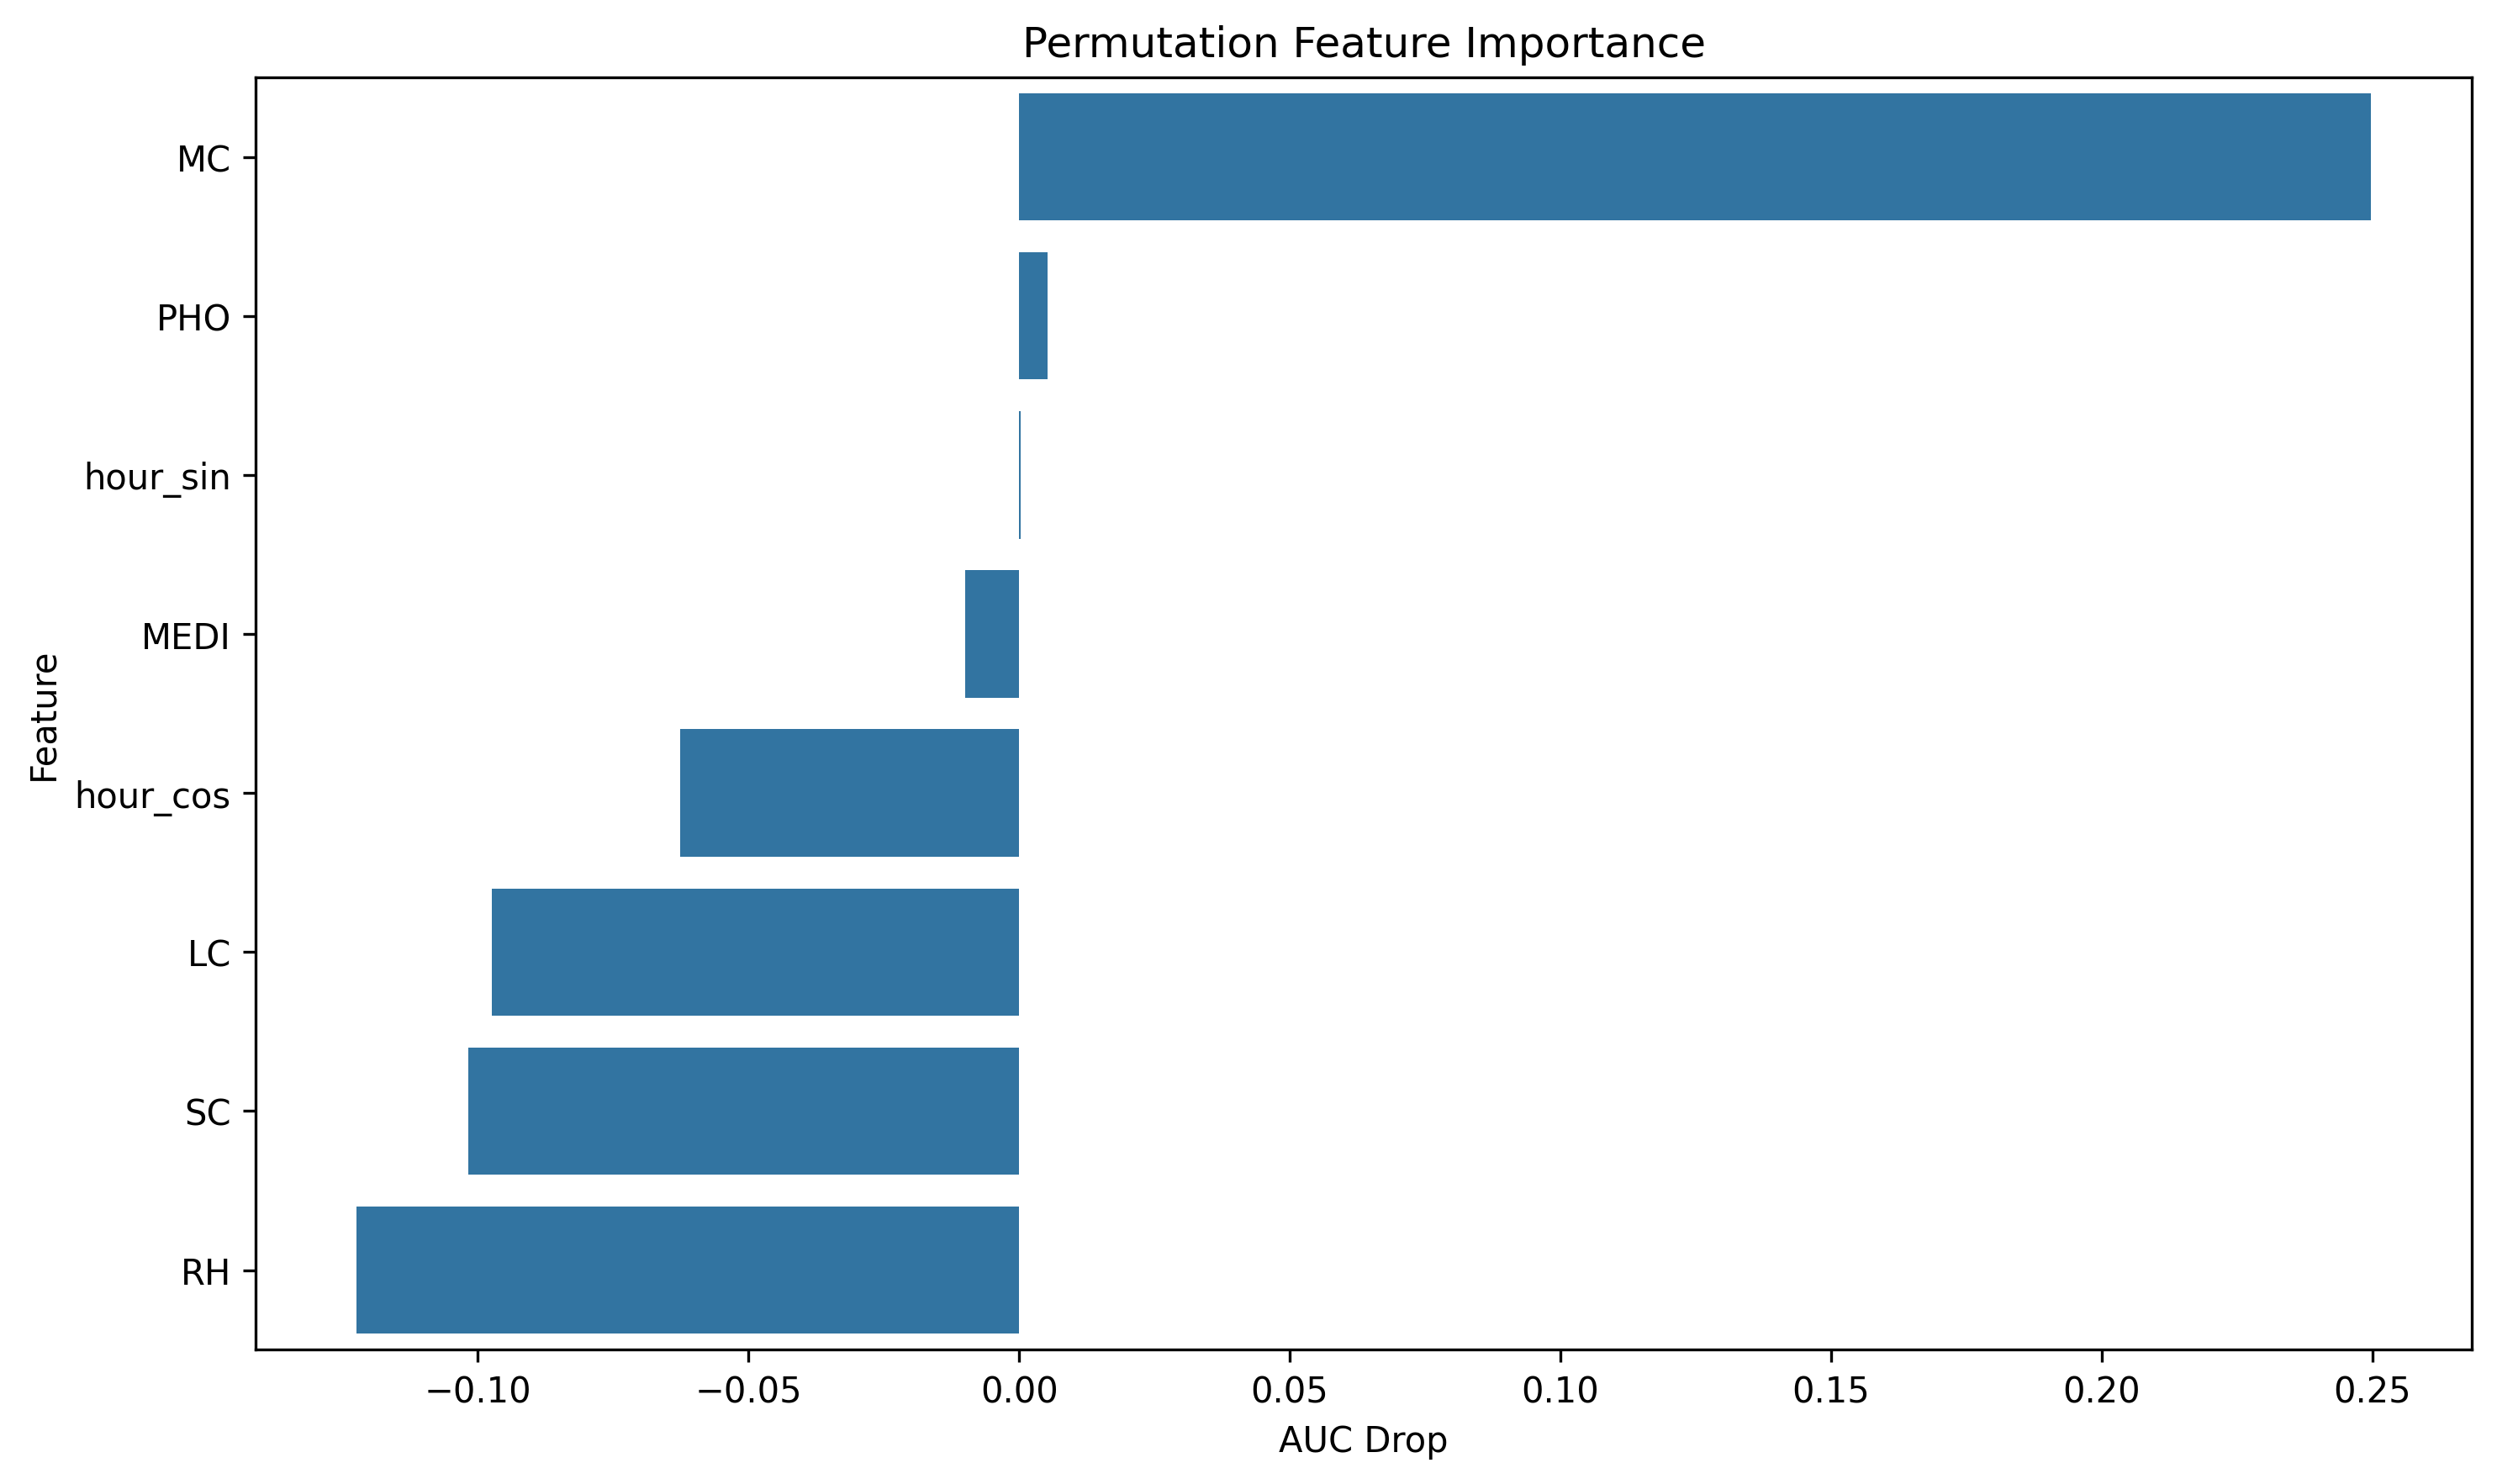 Permutation Feature Importance
Feature
MC
PHO
hour_sin
MEDI
hour_cos
LC
SC
RH
−0.10 −0.05 0.00 0.05 0.10 0.15 0.20 0.25
AUC Drop